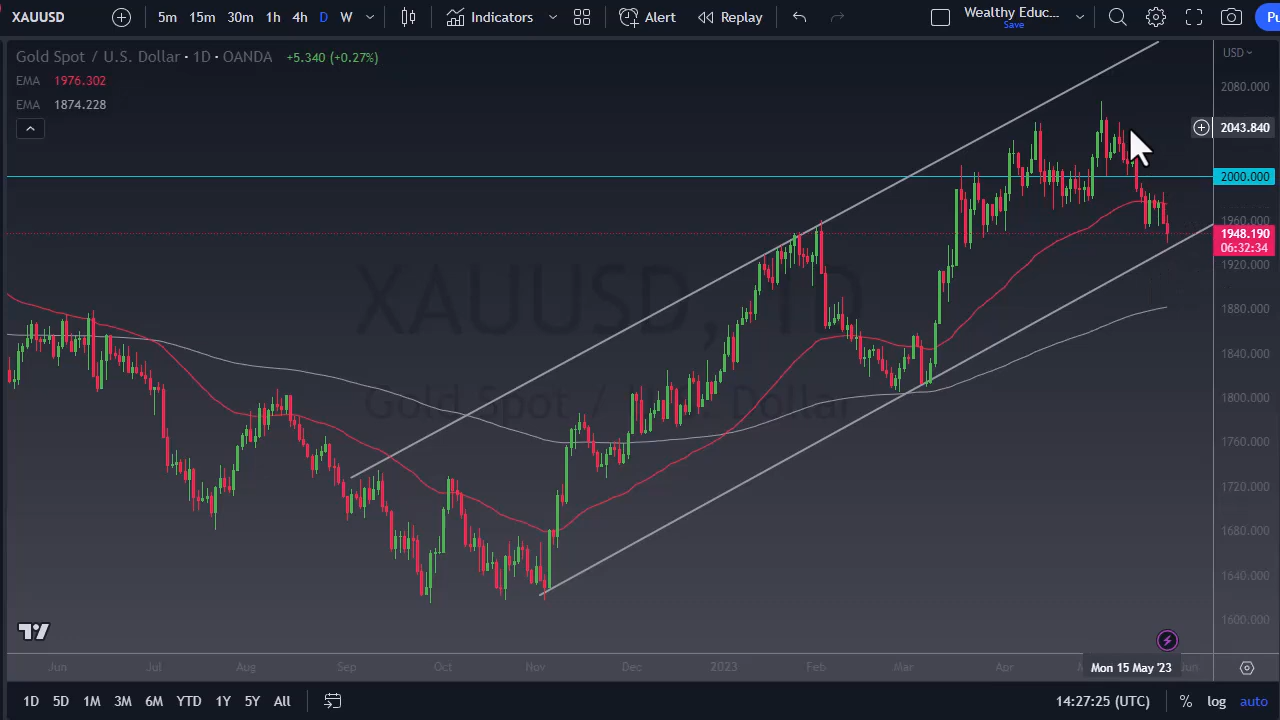 XAUUSD 5m 15m 30m 1h 4h D W Indicators Alert Replay Wealthy Educ... Save Pu
Gold Spot / U.S. Dollar · 1D · OANDA +5.340 (+0.27%) USD
EMA 1976.302
EMA 1874.228
2080.000
2043.840
2000.000
1960.000
1948.190
06:32:34
1920.000
1880.000
XAUUSD, 1D
1840.000
Gold Spot / U.S. Dollar
1800.000
1760.000
1720.000
1680.000
1640.000
1600.000
Jun Jul Aug Sep Oct Nov Dec 2023 Feb Mar Apr Mon 15 May '23 Jun
1D 5D 1M 3M 6M YTD 1Y 5Y All 14:27:25 (UTC) % log auto